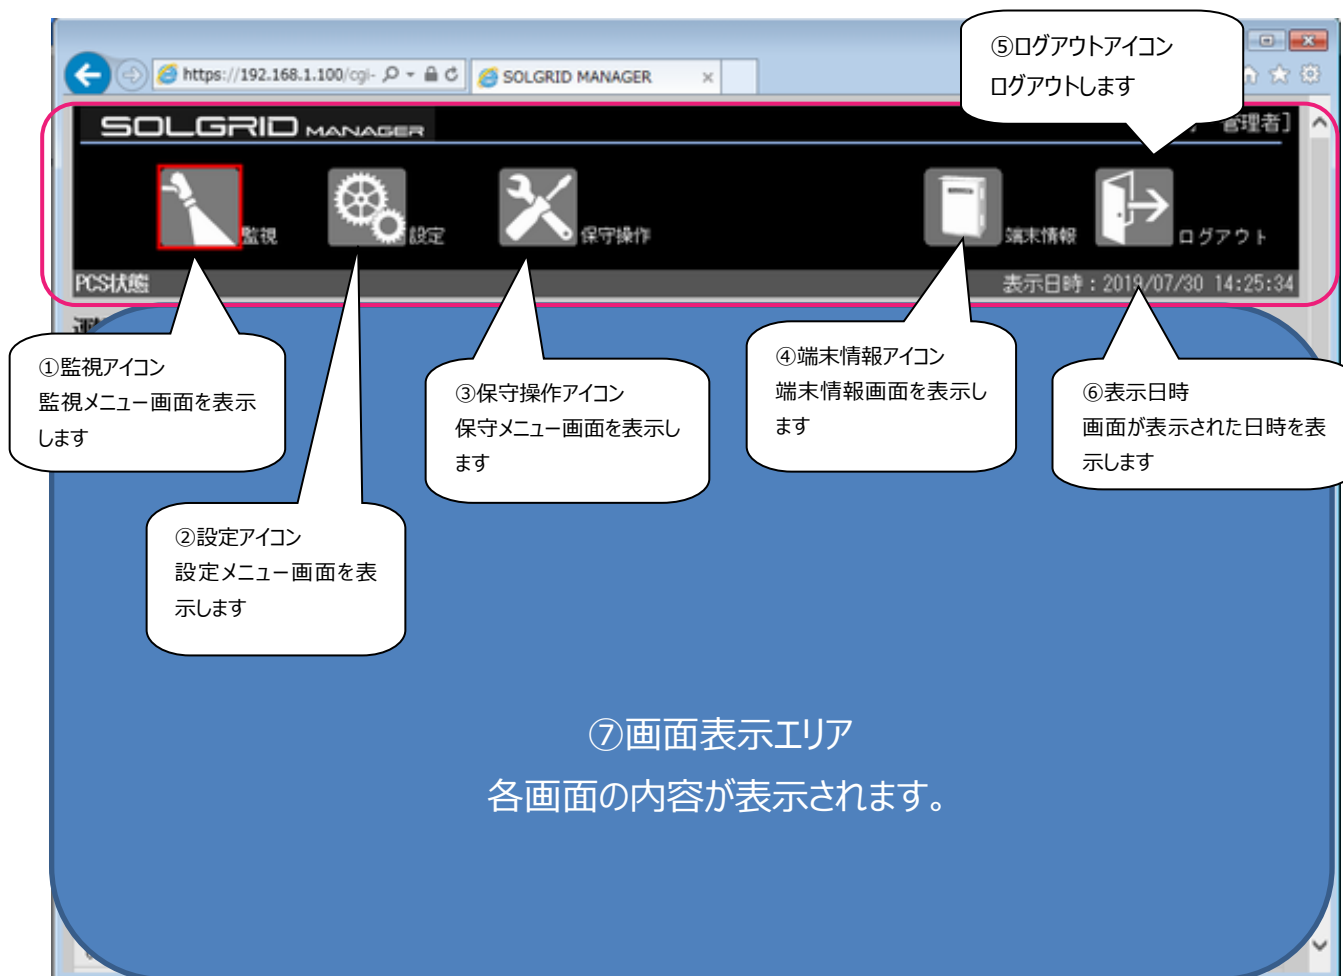 ⑤ログアウトアイコン
ログアウトします
https://192.168.1.100/cgi-
SOLGRID MANAGER
SOLGRID MANAGER
管理者]
監視
設定
保守操作
端末情報
ログアウト
PCS状態
表示日時：2019/07/30 14:25:34
①監視アイコン
監視メニュー画面を表示
します
③保守操作アイコン
保守メニュー画面を表示し
ます
④端末情報アイコン
端末情報画面を表示し
ます
⑥表示日時
画面が表示された日時を表
示します
②設定アイコン
設定メニュー画面を表
示します
⑦画面表示エリア
各画面の内容が表示されます。